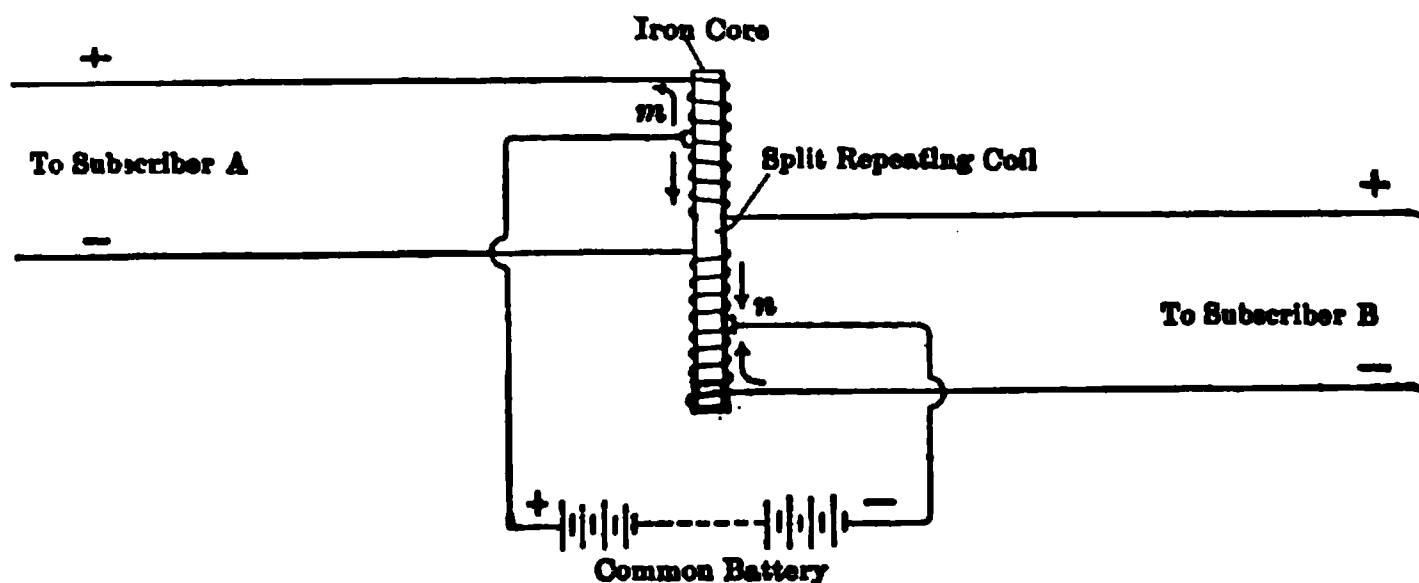 Iron Core
+
m
To Subscriber A
Split Repeating Coil
+
−
n
To Subscriber B
−
+
−
Common Battery